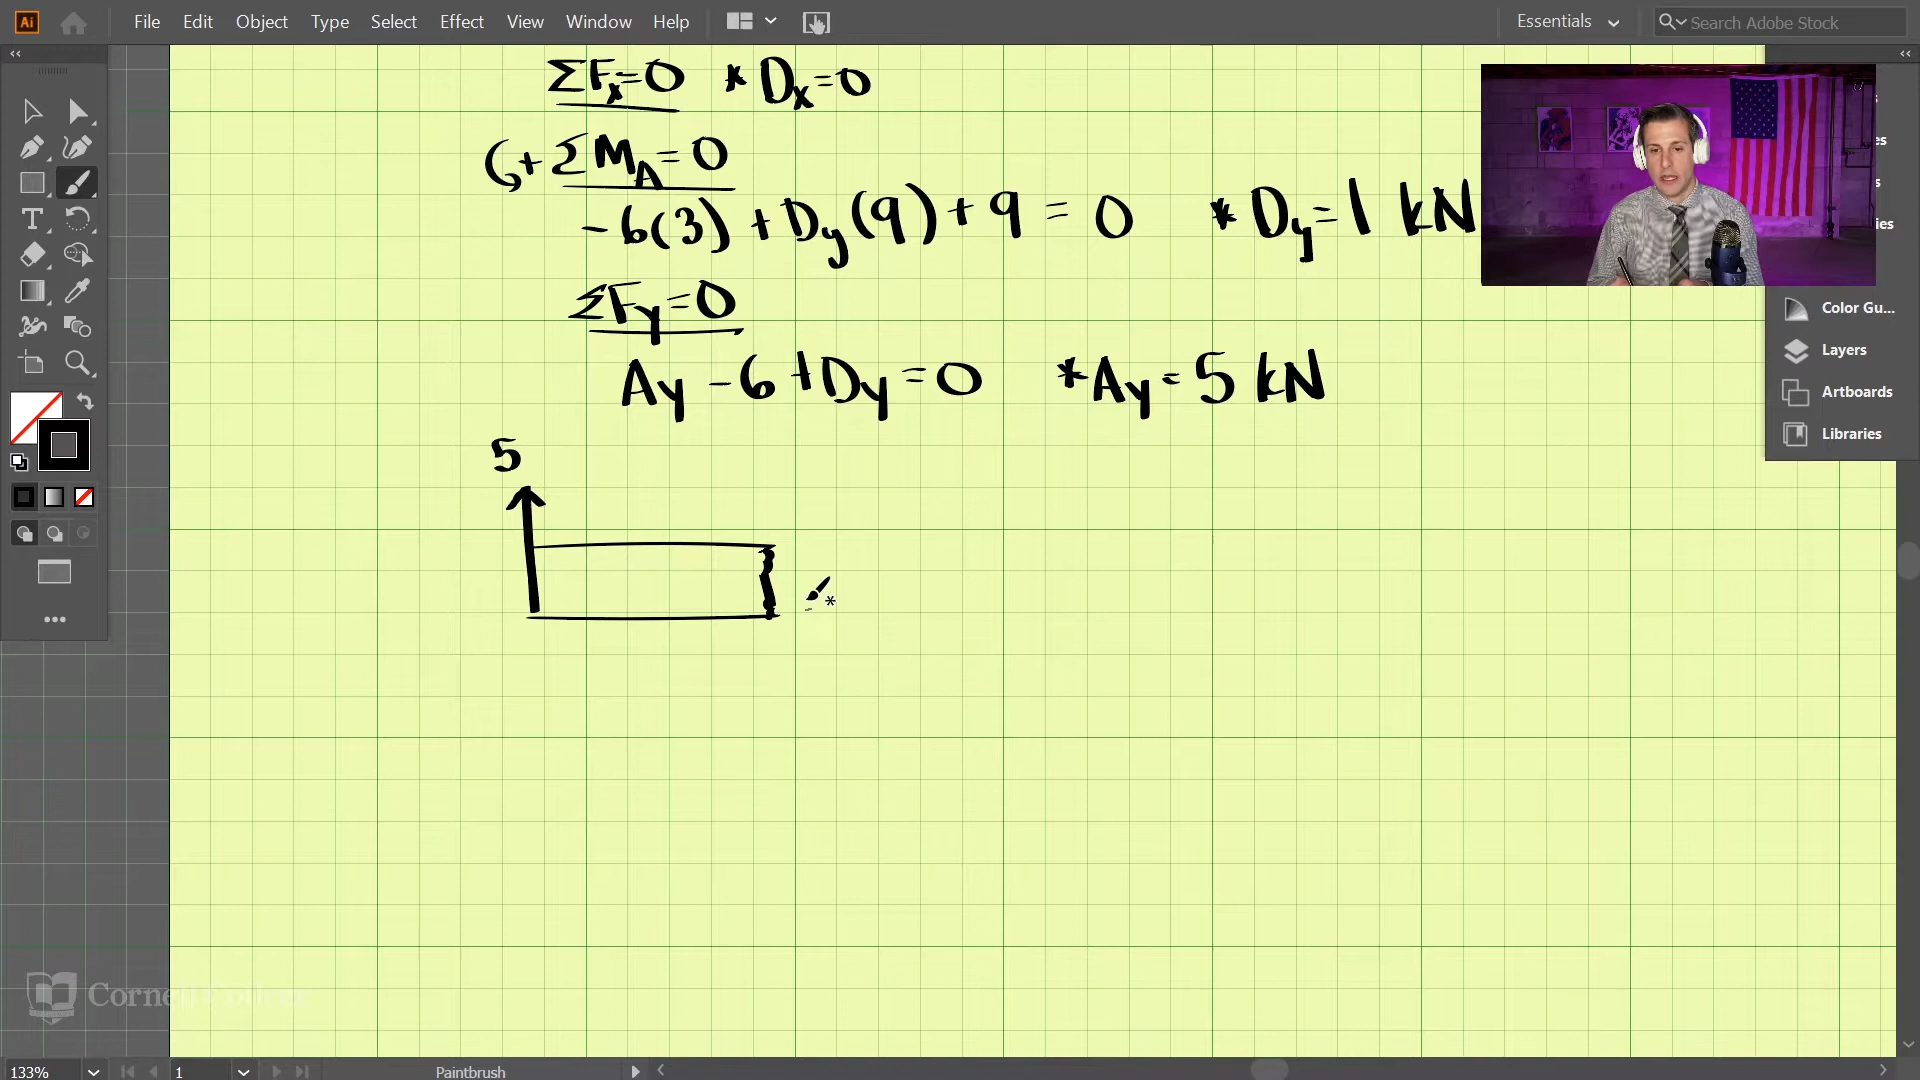 Ai File Edit Object Type Select Effect View Window Help Essentials Search Adobe Stock
ΣFx=0 * Dx=0
+ ΣMA=0
-6(3) + Dy(9) + 9 = 0 * Dy=1 kN
ΣFy=0
Ay -6 +Dy =0 *Ay= 5 kN
5
Color Gu...
Layers
Artboards
Libraries
133% 1 Paintbrush